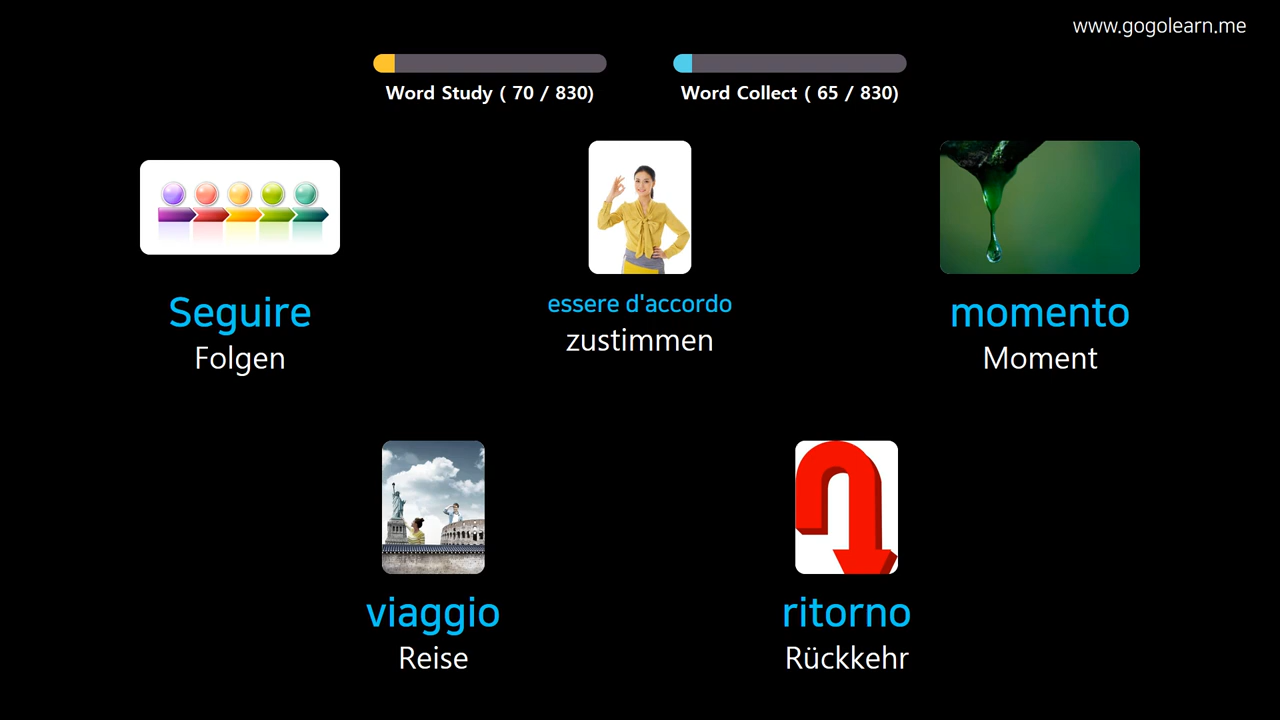 www.gogolearn.me
Word Study ( 70 / 830)
Word Collect ( 65 / 830)
Seguire
Folgen
essere d'accordo
zustimmen
momento
Moment
viaggio
Reise
ritorno
Rückkehr